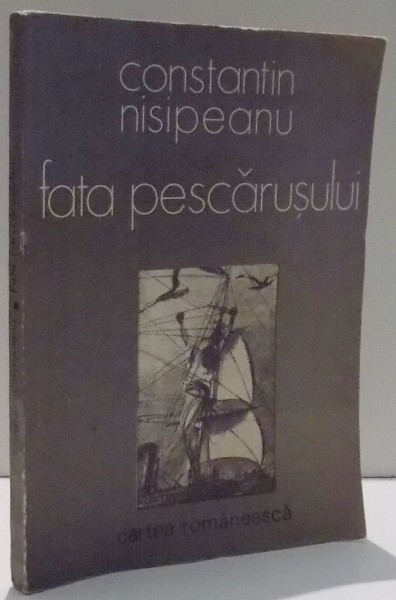 constantin
nisipeanu
fata pescărușului
cartea românească